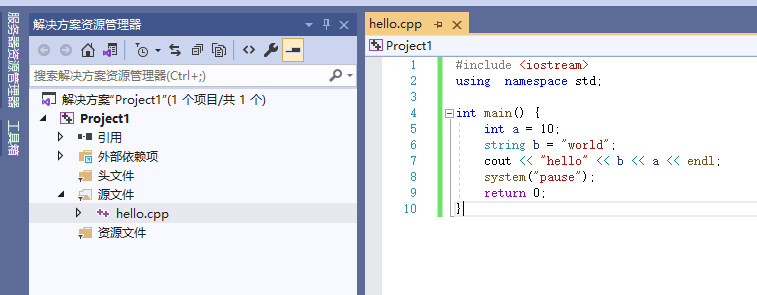 服务器资源管理器
工具箱
解决方案资源管理器
搜索解决方案资源管理器(Ctrl+;)
解决方案"Project1"(1 个项目/共 1 个)
Project1
引用
外部依赖项
头文件
源文件
hello.cpp
资源文件
hello.cpp
Project1
1 #include <iostream>
2 using namespace std;
3
4 int main() {
5 int a = 10;
6 string b = "world";
7 cout << "hello" << b << a << endl;
8 system("pause");
9 return 0;
10 }